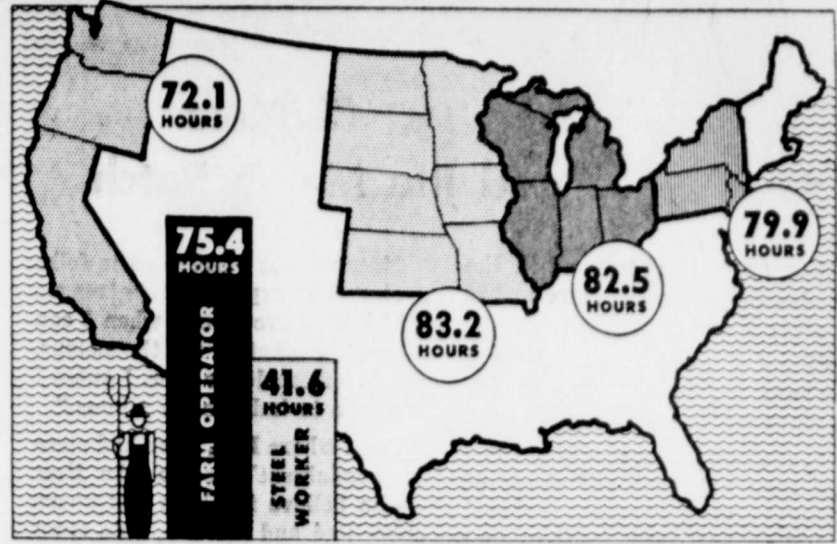 72.1
HOURS
75.4
HOURS
FARM OPERATOR
41.6
HOURS
STEEL
WORKER
83.2
HOURS
82.5
HOURS
79.9
HOURS